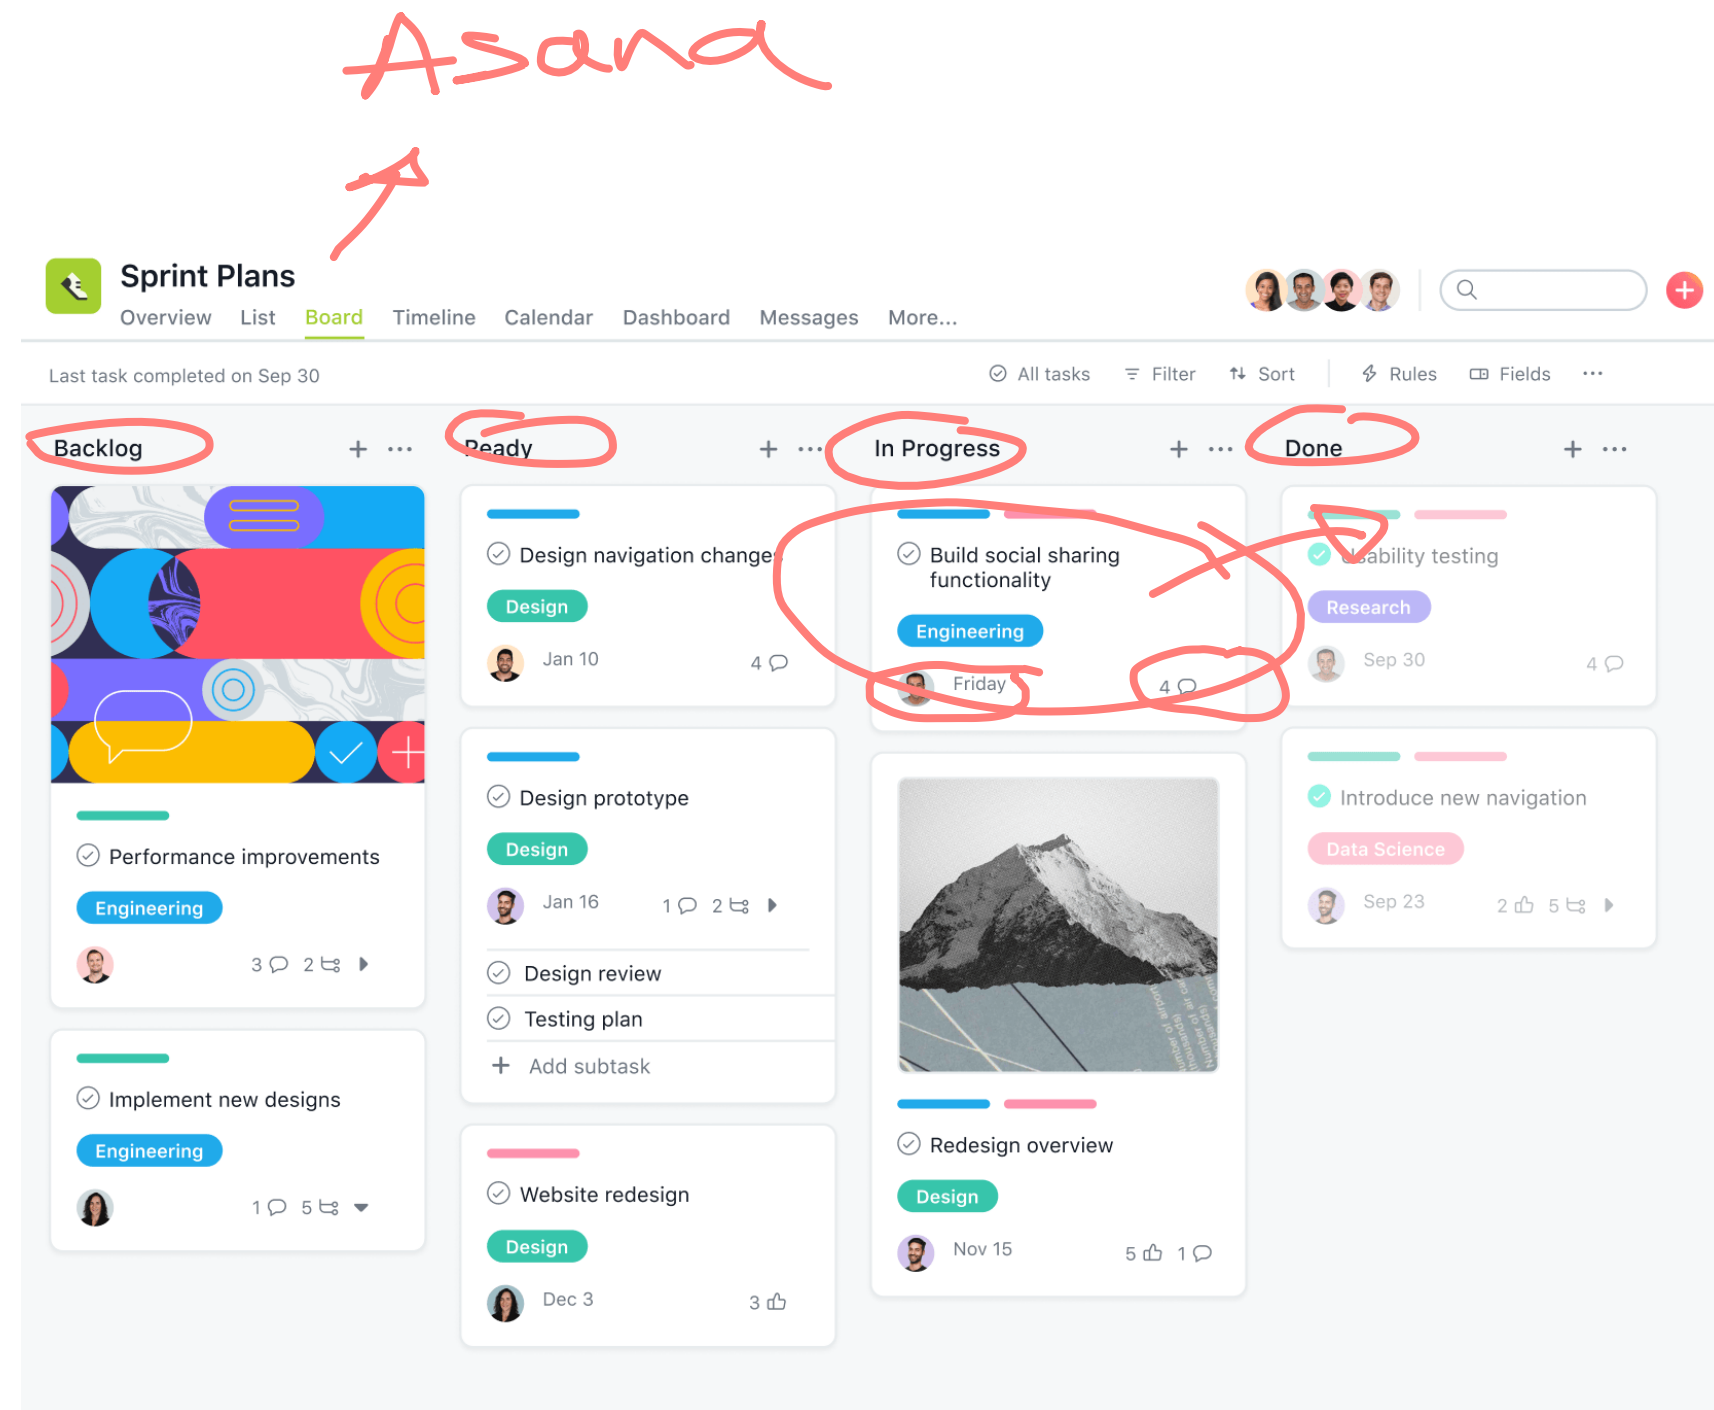 Asana
Sprint Plans
Overview List Board Timeline Calendar Dashboard Messages More...
Last task completed on Sep 30
All tasks Filter Sort Rules Fields ...
Backlog + ...
Performance improvements
Engineering
3 2
Implement new designs
Engineering
1 5
Ready + ...
Design navigation changes
Design
Jan 10 4
Design prototype
Design
Jan 16 1 2
Design review
Testing plan
+ Add subtask
Website redesign
Design
Dec 3 3
In Progress + ...
Build social sharing
functionality
Engineering
Friday 4
Redesign overview
Design
Nov 15 5 1
Done + ...
Usability testing
Research
Sep 30 4
Introduce new navigation
Data Science
Sep 23 2 5